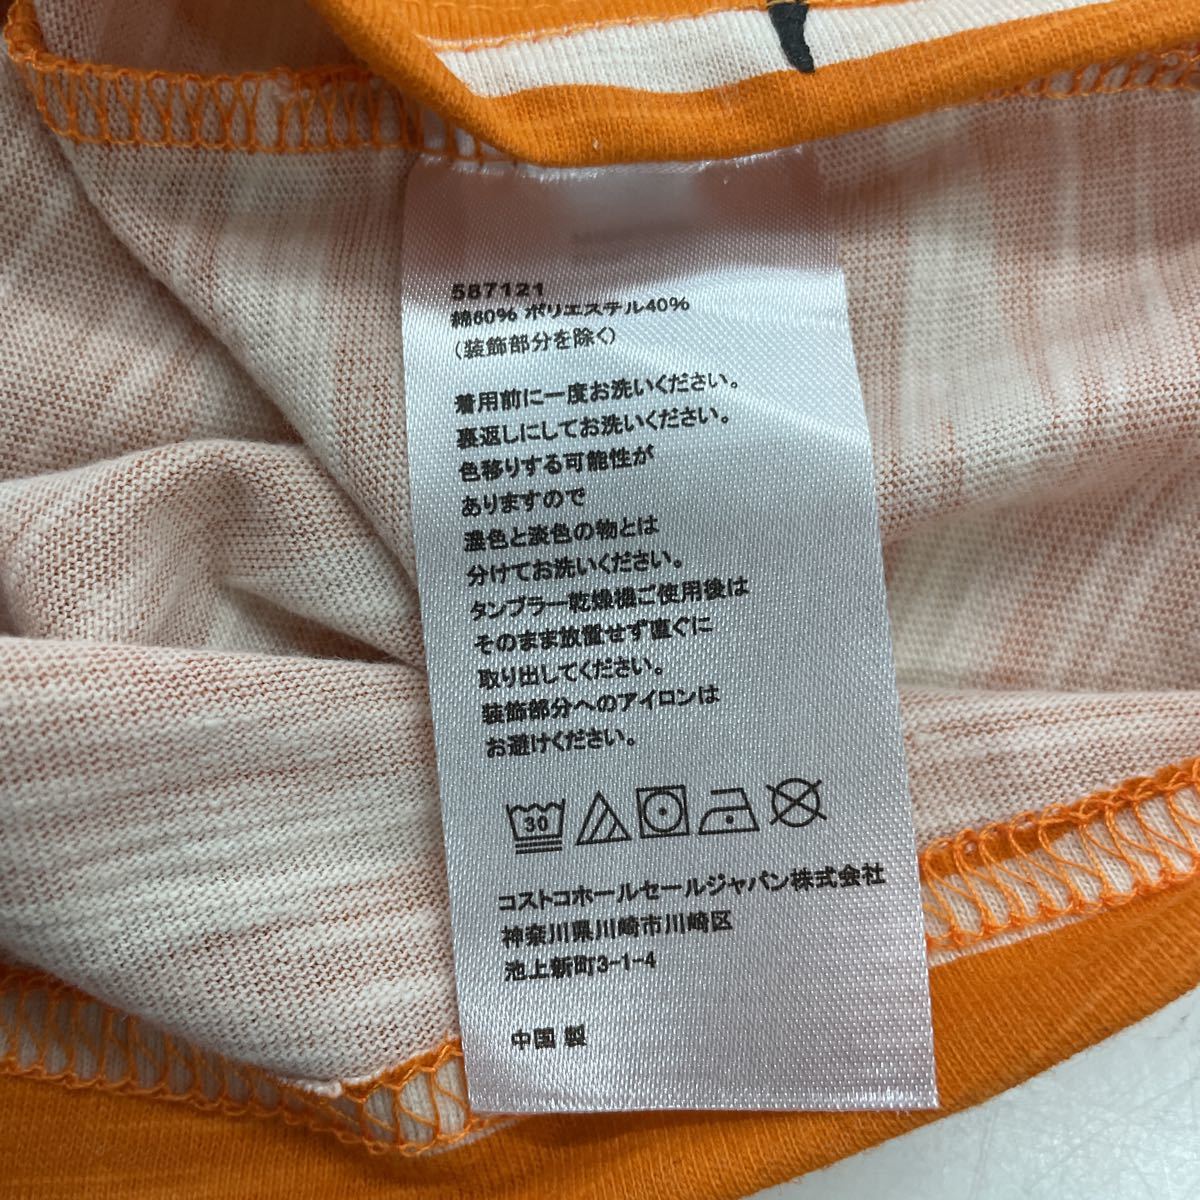 587121
綿60% ポリエステル40%
(装飾部分を除く)
着用前に一度お洗いください。
裏返しにしてお洗いください。
色移りする可能性が
ありますので
濃色と淡色の物とは
分けてお洗いください。
タンブラー乾燥機ご使用後は
そのまま放置せず直ぐに
取り出してください。
装飾部分へのアイロンは
お避けください。
30
コストコホールセールジャパン株式会社
神奈川県川崎市川崎区
池上新町3-1-4
中国 製